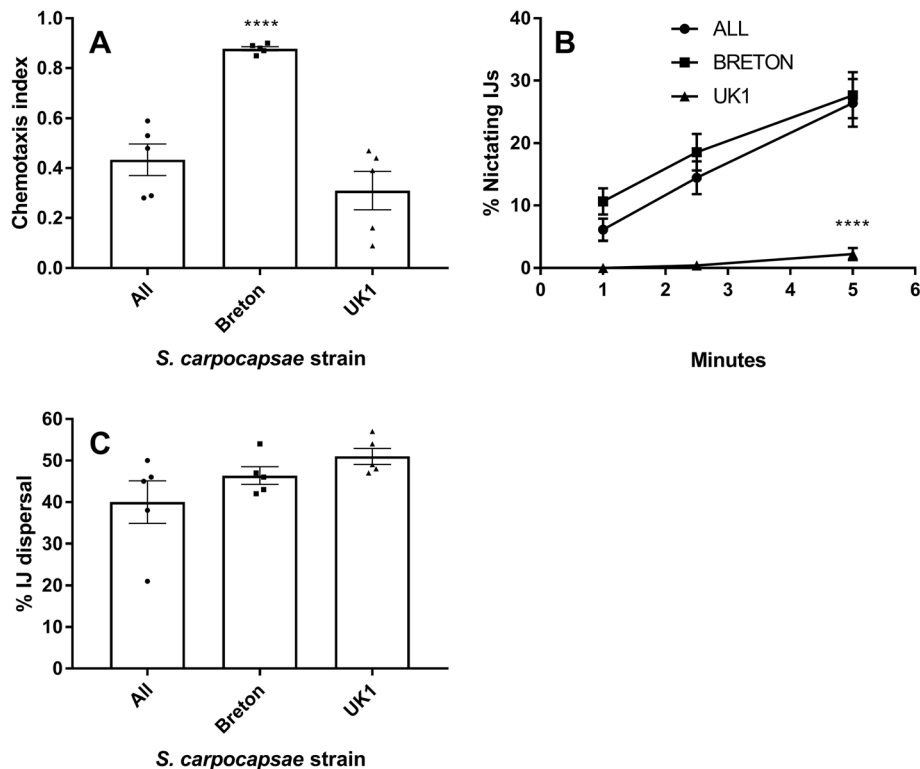 A
Chemotaxis index
1.0
0.8
0.6
0.4
0.2
0.0
****
All
Breton
UK1
S. carpocapsae strain
B
% Nictating IJs
40
30
20
10
0
ALL
BRETON
UK1
****
0 1 2 3 4 5 6
Minutes
C
% IJ dispersal
60
50
40
30
20
10
0
All
Breton
UK1
S. carpocapsae strain